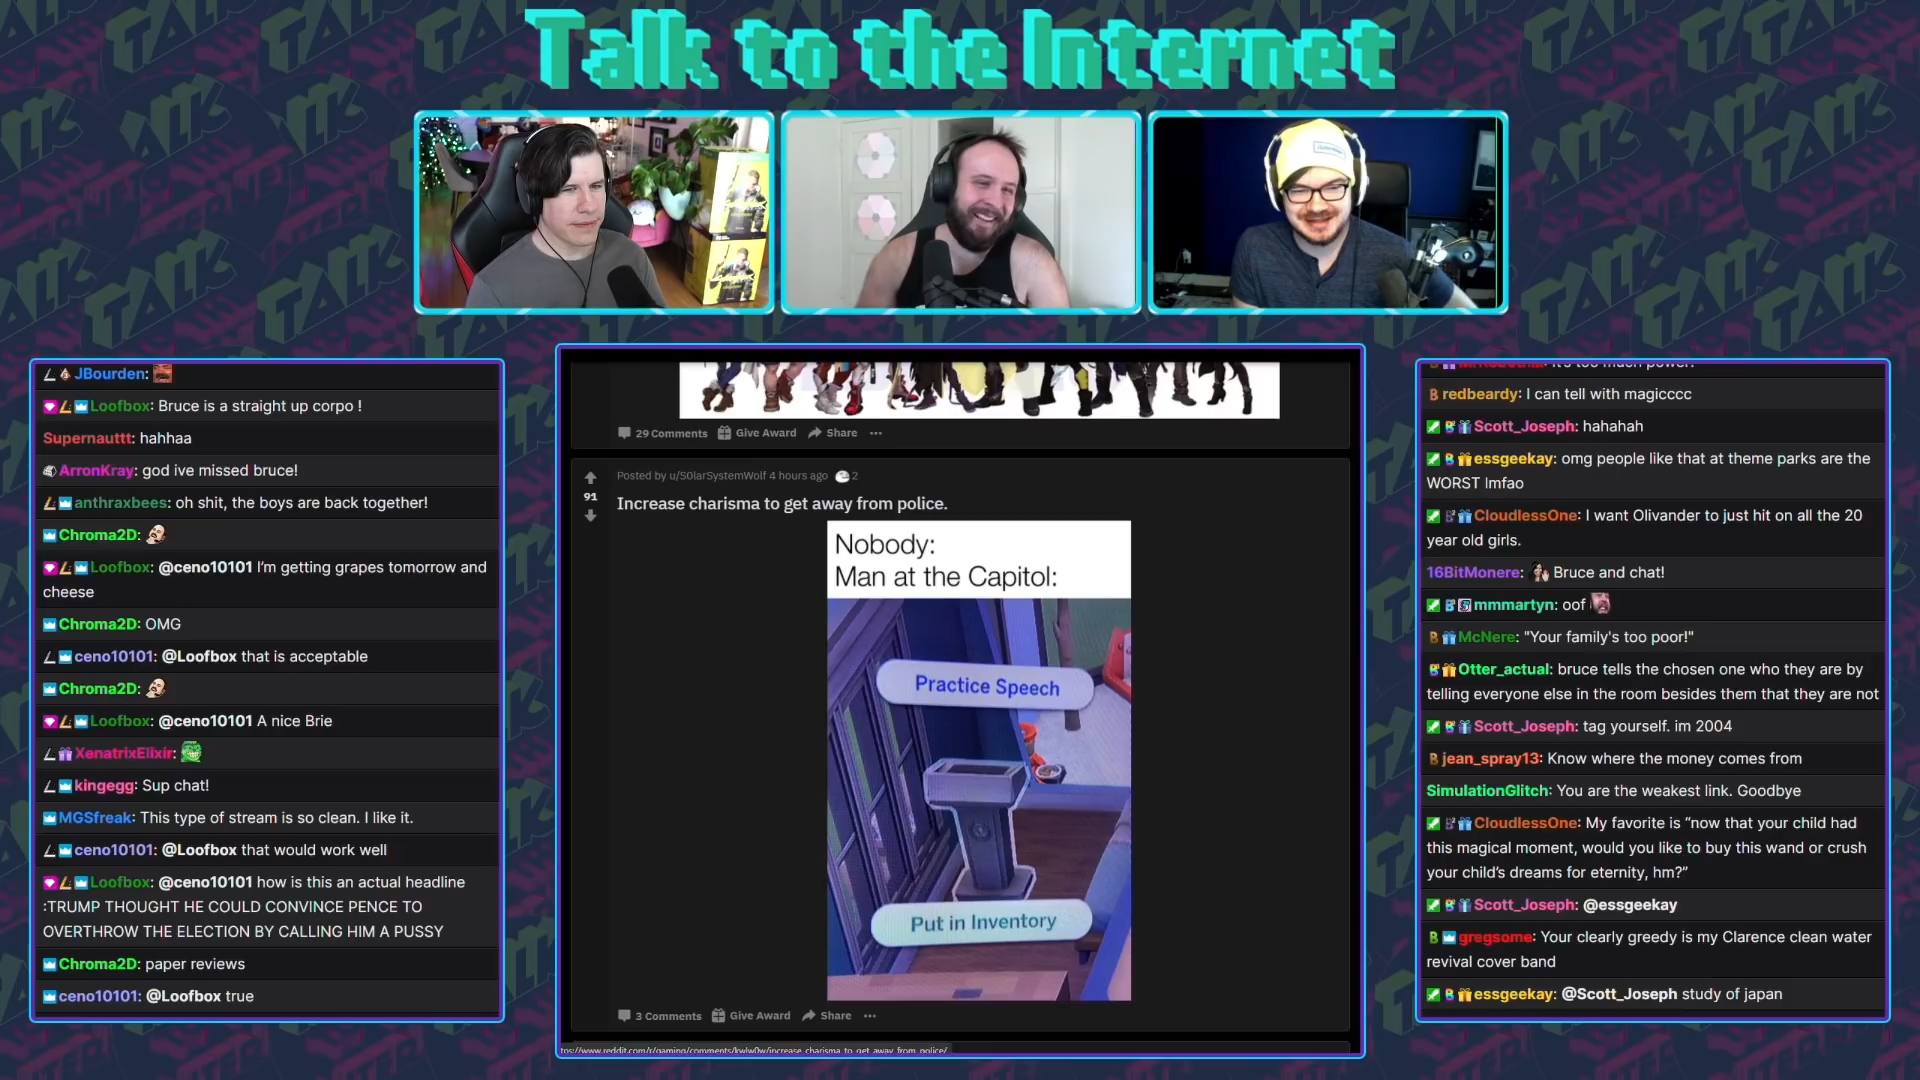 Talk to the Internet
JBourden:
Loofbox: Bruce is a straight up corpo !
Supernauttt: hahhaa
ArronKray: god ive missed bruce!
anthraxbees: oh shit, the boys are back together!
Chroma2D:
Loofbox: @ceno10101 I'm getting grapes tomorrow and
cheese
Chroma2D: OMG
ceno10101: @Loofbox that is acceptable
Chroma2D:
Loofbox: @ceno10101 A nice Brie
XenatrixElixir:
kingegg: Sup chat!
MGSfreak: This type of stream is so clean. I like it.
ceno10101: @Loofbox that would work well
Loofbox: @ceno10101 how is this an actual headline
:TRUMP THOUGHT HE COULD CONVINCE PENCE TO
OVERTHROW THE ELECTION BY CALLING HIM A PUSSY
Chroma2D: paper reviews
ceno10101: @Loofbox true
29 Comments Give Award Share
Posted by u/S0larSystemWolf 4 hours ago 2
91
Increase charisma to get away from police.
Nobody:
Man at the Capitol:
Practice Speech
Put in Inventory
3 Comments Give Award Share
tps://www.reddit.com/r/gaming/comments/kwlw0w/increase_charisma_to_get_away_from_police/
redbeardy: I can tell with magicccc
Scott_Joseph: hahahah
essgeekay: omg people like that at theme parks are the
WORST lmfao
CloudlessOne: I want Olivander to just hit on all the 20
year old girls.
16BitMonere: Bruce and chat!
mmmartyn: oof
McNere: "Your family's too poor!"
Otter_actual: bruce tells the chosen one who they are by
telling everyone else in the room besides them that they are not
Scott_Joseph: tag yourself. im 2004
jean_spray13: Know where the money comes from
SimulationGlitch: You are the weakest link. Goodbye
CloudlessOne: My favorite is “now that your child had
this magical moment, would you like to buy this wand or crush
your child's dreams for eternity, hm?”
Scott_Joseph: @essgeekay
gregsome: Your clearly greedy is my Clarence clean water
revival cover band
essgeekay: @Scott_Joseph study of japan